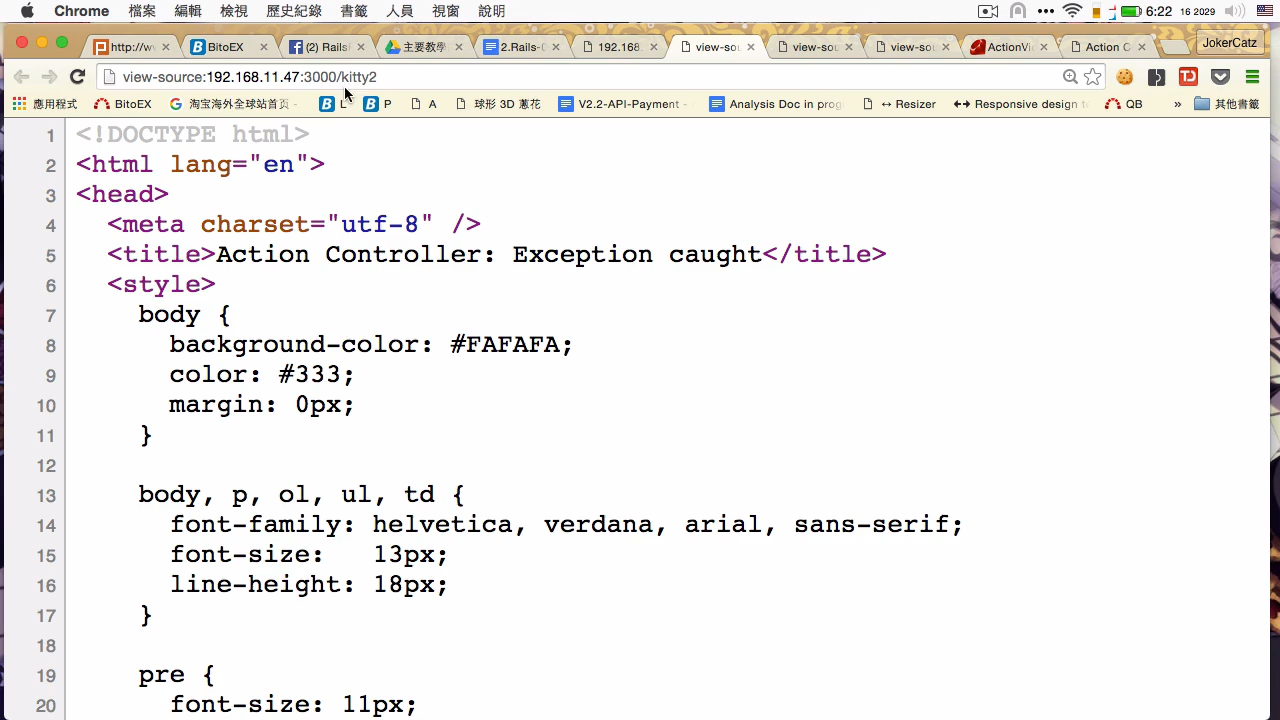 Chrome 檔案 編輯 檢視 歷史紀錄 書籤 人員 視窗 說明 6:22 16 2029
http://w BitoEX (2) Rails 主要教學 2.Rails- 192.168 view-sou view-sou view-sou ActionVi Action C JokerCatz
view-source:192.168.11.47:3000/kitty2
應用程式 BitoEX 淘宝海外全球站首页 - L P A 球形 3D 蔥花 V2.2-API-Payment - Analysis Doc in prog ↔ Resizer ↔ Responsive design t QB » 其他書籤
1 <!DOCTYPE html>
2 <html lang="en">
3 <head>
4 <meta charset="utf-8" />
5 <title>Action Controller: Exception caught</title>
6 <style>
7 body {
8 background-color: #FAFAFA;
9 color: #333;
10 margin: 0px;
11 }
12
13 body, p, ol, ul, td {
14 font-family: helvetica, verdana, arial, sans-serif;
15 font-size: 13px;
16 line-height: 18px;
17 }
18
19 pre {
20 font-size: 11px;